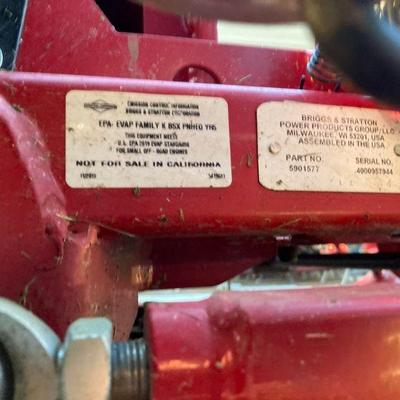 EMISSION CONTROL INFORMATION
BRIGGS & STRATTON CORPORATION
EPA- EVAP FAMILY K BSX PNHEQ YN5
THIS EQUIPMENT MEETS
U.S. EPA 2019 EVAP STANDARDS
FOR SMALL OFF - ROAD ENGINES
NOT FOR SALE IN CALIFORNIA
BRIGGS & STRATTON
POWER PRODUCTS GROUP, LLC
MILWAUKEE, WI 53201, USA
ASSEMBLED IN THE USA
PART NO. SERIAL NO.
5901577 4000957944